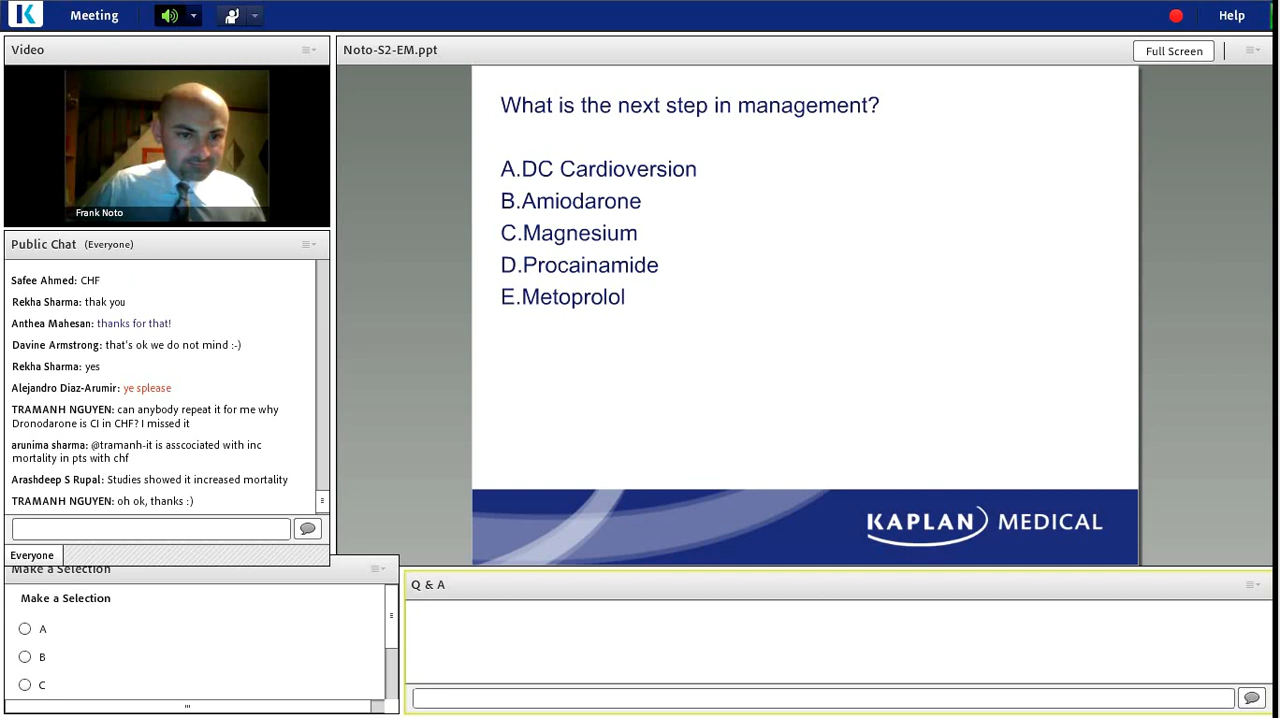 Meeting
Help
Video
Frank Noto
Public Chat (Everyone)
Safee Ahmed: CHF
Rekha Sharma: thak you
Anthea Mahesan: thanks for that!
Davine Armstrong: that's ok we do not mind :-)
Rekha Sharma: yes
Alejandro Diaz-Arumir: ye splease
TRAMANH NGUYEN: can anybody repeat it for me why
Dronodarone is CI in CHF? I missed it
arunima sharma: @tramanh-it is asscociated with inc
mortality in pts with chf
Arashdeep S Rupal: Studies showed it increased mortality
TRAMANH NGUYEN: oh ok, thanks :)
Everyone
Make a Selection
Make a Selection
A
B
C
Noto-S2-EM.ppt
Full Screen
What is the next step in management?
A.DC Cardioversion
B.Amiodarone
C.Magnesium
D.Procainamide
E.Metoprolol
KAPLAN MEDICAL
Q & A